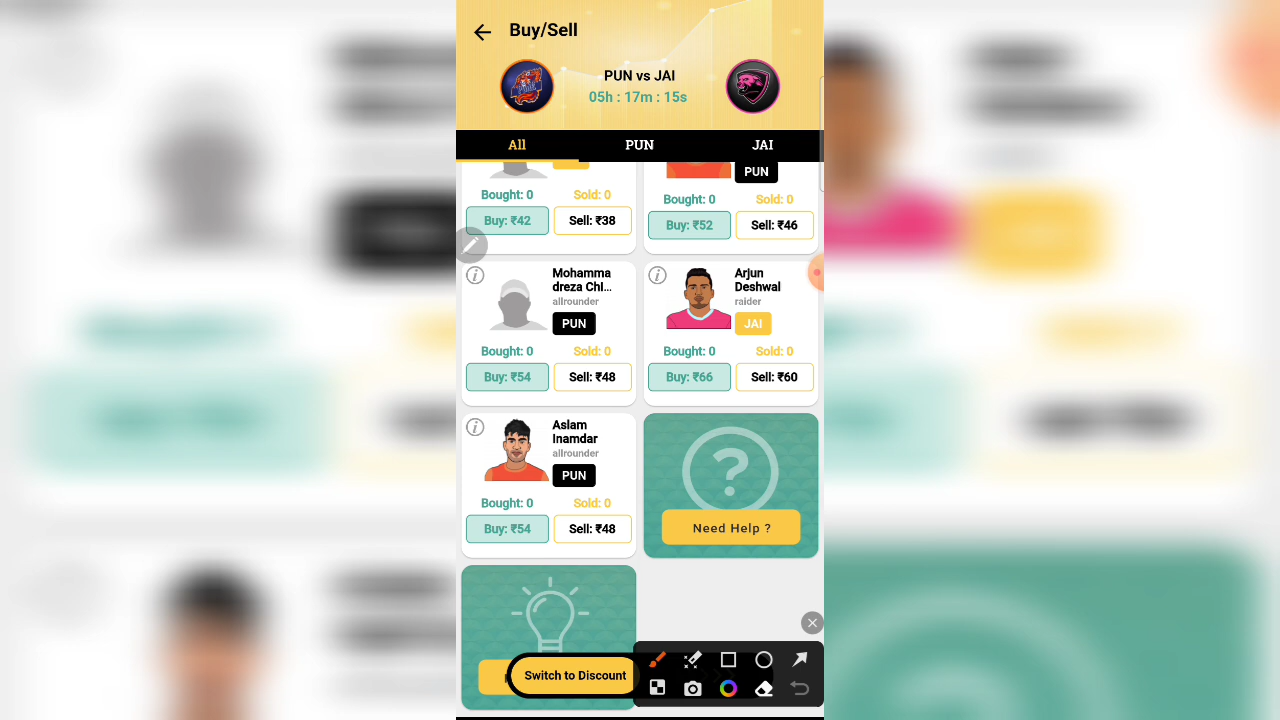 Buy/Sell
PUN vs JAI
05h : 17m : 15s
All
PUN
JAI
PUN
Bought: 0
Sold: 0
Buy: ₹42
Sell: ₹38
Bought: 0
Sold: 0
Buy: ₹52
Sell: ₹46
Mohamma
dreza Chi...
allrounder
PUN
Bought: 0
Sold: 0
Buy: ₹54
Sell: ₹48
Arjun
Deshwal
raider
JAI
Bought: 0
Sold: 0
Buy: ₹66
Sell: ₹60
Aslam
Inamdar
allrounder
PUN
Bought: 0
Sold: 0
Buy: ₹54
Sell: ₹48
Need Help ?
Switch to Discount